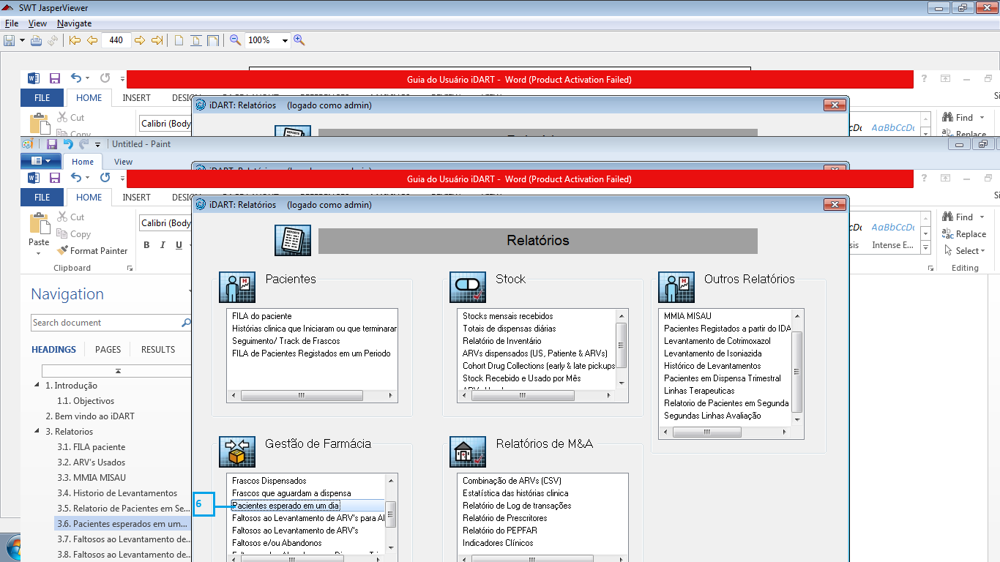 SWT JasperViewer
File View Navigate
440 100%
Guia do Usuário iDART - Word (Product Activation Failed)
FILE HOME INSERT
iDART: Relatórios (logado como admin)
Cut
Copy
Calibri (Body
Find
Replace
AaBbCcDc
Untitled - Paint
Home View
Guia do Usuário iDART - Word (Product Activation Failed)
FILE HOME INSERT
iDART: Relatórios (logado como admin)
Cut
Copy
Format Painter
Paste
Clipboard
Calibri (Body
B I U
AaBbCcDc
Intense E...
Find
Replace
Select
Editing
Relatórios
Navigation
Search document
HEADINGS PAGES RESULTS
1. Introdução
1.1. Objectivos
2. Bem vindo ao iDART
3. Relatorios
3.1. FILA paciente
3.2. ARV's Usados
3.3. MMIA MISAU
3.4. Historio de Levantamentos
3.5. Relatorio de Pacientes em Se...
3.6. Pacientes esperados em um...
3.7. Faltosos ao Levantamento de...
3.8. Faltosos ao Levantamento de...
Pacientes
FILA do paciente
Histórias clinica que Iniciaram ou que terminaram
Seguimento/ Track de Frascos
FILA de Pacientes Registados em um Periodo
Stock
Stocks mensais recebidos
Totais de dispensas diárias
Relatório de Inventário
ARVs dispensados (US, Patiente & ARVs)
Cohort Drug Collections (early & late pickups
Stock Recebido e Usado por Mês
Outros Relatórios
MMIA MISAU
Pacientes Registados a partir do IDA
Levantamento de Cotrimoxazol
Levantamento de Isoniazida
Histórico de Levantamentos
Pacientes em Dispensa Trimestral
Linhas Terapeuticas
Relatorio de Pacientes em Segunda
Segundas Linhas Avaliação
Gestão de Farmácia
Frascos Dispensados
Frascos que aguardam a dispensa
6
Pacientes esperado em um dia
Faltosos ao Levantamento de ARV's para
Faltosos ao Levantamento de ARV's
Faltosos e/ou Abandonos
Relatórios de M&A
Combinação de ARVs (CSV)
Estatística das histórias clinica
Relatório de Log de transações
Relatório de Prescritores
Relatório do PEPFAR
Indicadores Clínicos